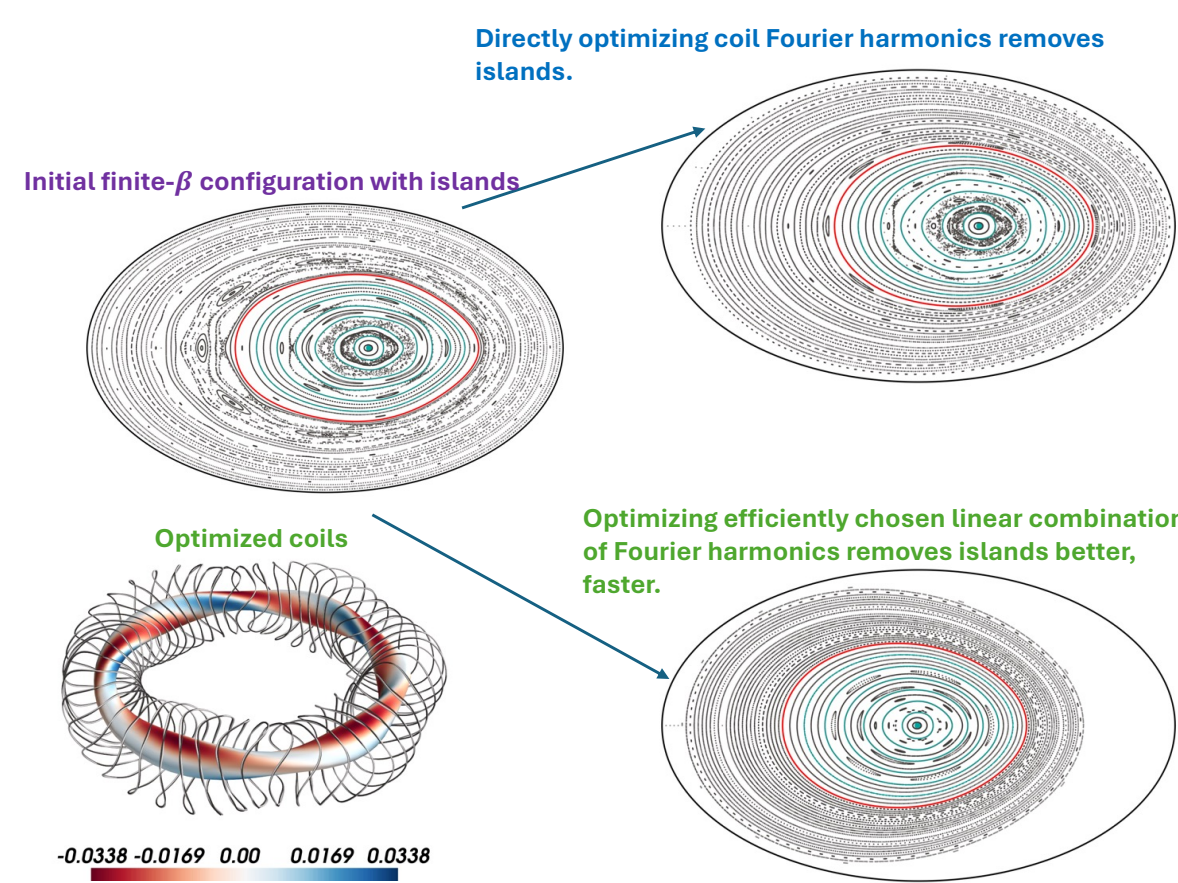 Directly optimizing coil Fourier harmonics removes
islands.
Initial finite-β configuration with islands
Optimizing efficiently chosen linear combination
of Fourier harmonics removes islands better,
faster.
Optimized coils
-0.0338 -0.0169 0.00 0.0169 0.0338